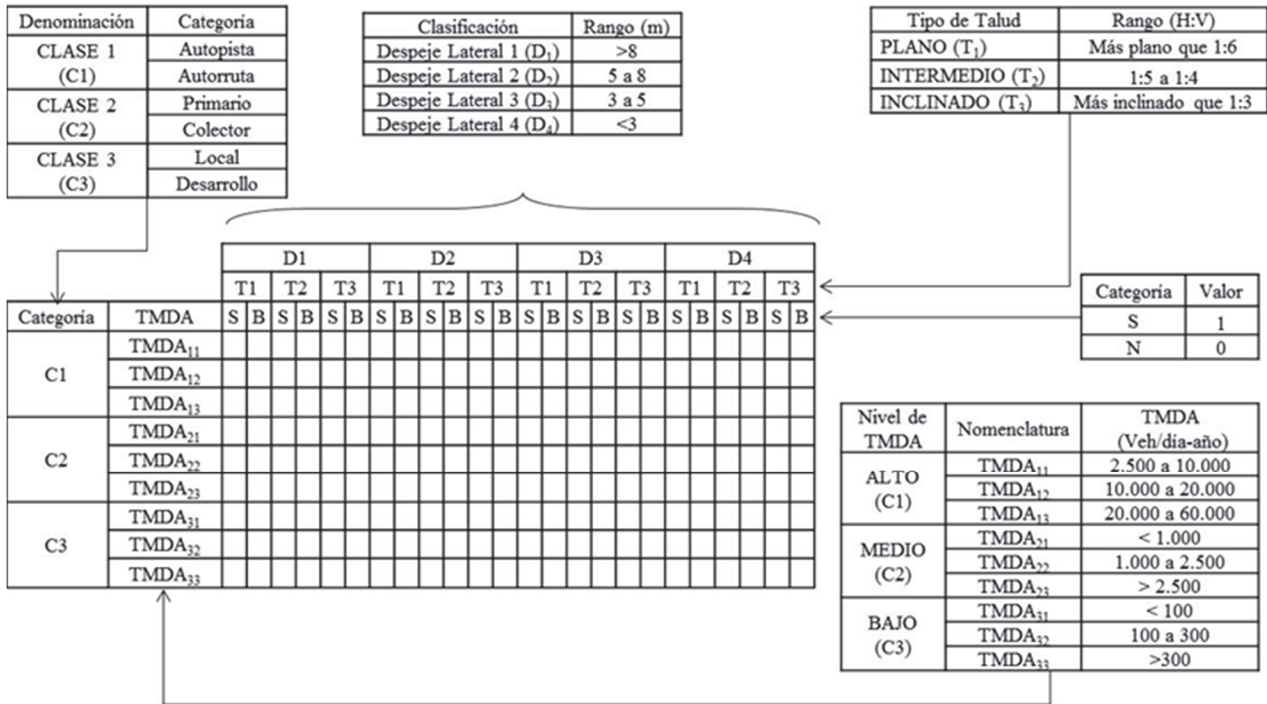 Denominación Categoría
CLASE 1 (C1) Autopista
Autorruta
CLASE 2 (C2) Primario
Colector
CLASE 3 (C3) Local
Desarrollo
Clasificación Rango (m)
Despeje Lateral 1 (D₁) >8
Despeje Lateral 2 (D₂) 5 a 8
Despeje Lateral 3 (D₃) 3 a 5
Despeje Lateral 4 (D₄) <3
Tipo de Talud Rango (H:V)
PLANO (T₁) Más plano que 1:6
INTERMEDIO (T₂) 1:5 a 1:4
INCLINADO (T₃) Más inclinado que 1:3
D1 D2 D3 D4
T1 T2 T3 T1 T2 T3 T1 T2 T3 T1 T2 T3
Categoría TMDA S B S B S B S B S B S B S B S B S B S B S B S B
C1 TMDA₁₁
TMDA₁₂
TMDA₁₃
C2 TMDA₂₁
TMDA₂₂
TMDA₂₃
C3 TMDA₃₁
TMDA₃₂
TMDA₃₃
Categoria Valor
S 1
N 0
Nivel de TMDA Nomenclatura TMDA (Veh/día-año)
ALTO (C1) TMDA₁₁ 2.500 a 10.000
TMDA₁₂ 10.000 a 20.000
TMDA₁₃ 20.000 a 60.000
MEDIO (C2) TMDA₂₁ < 1.000
TMDA₂₂ 1.000 a 2.500
TMDA₂₃ > 2.500
BAJO (C3) TMDA₃₁ < 100
TMDA₃₂ 100 a 300
TMDA₃₃ >300